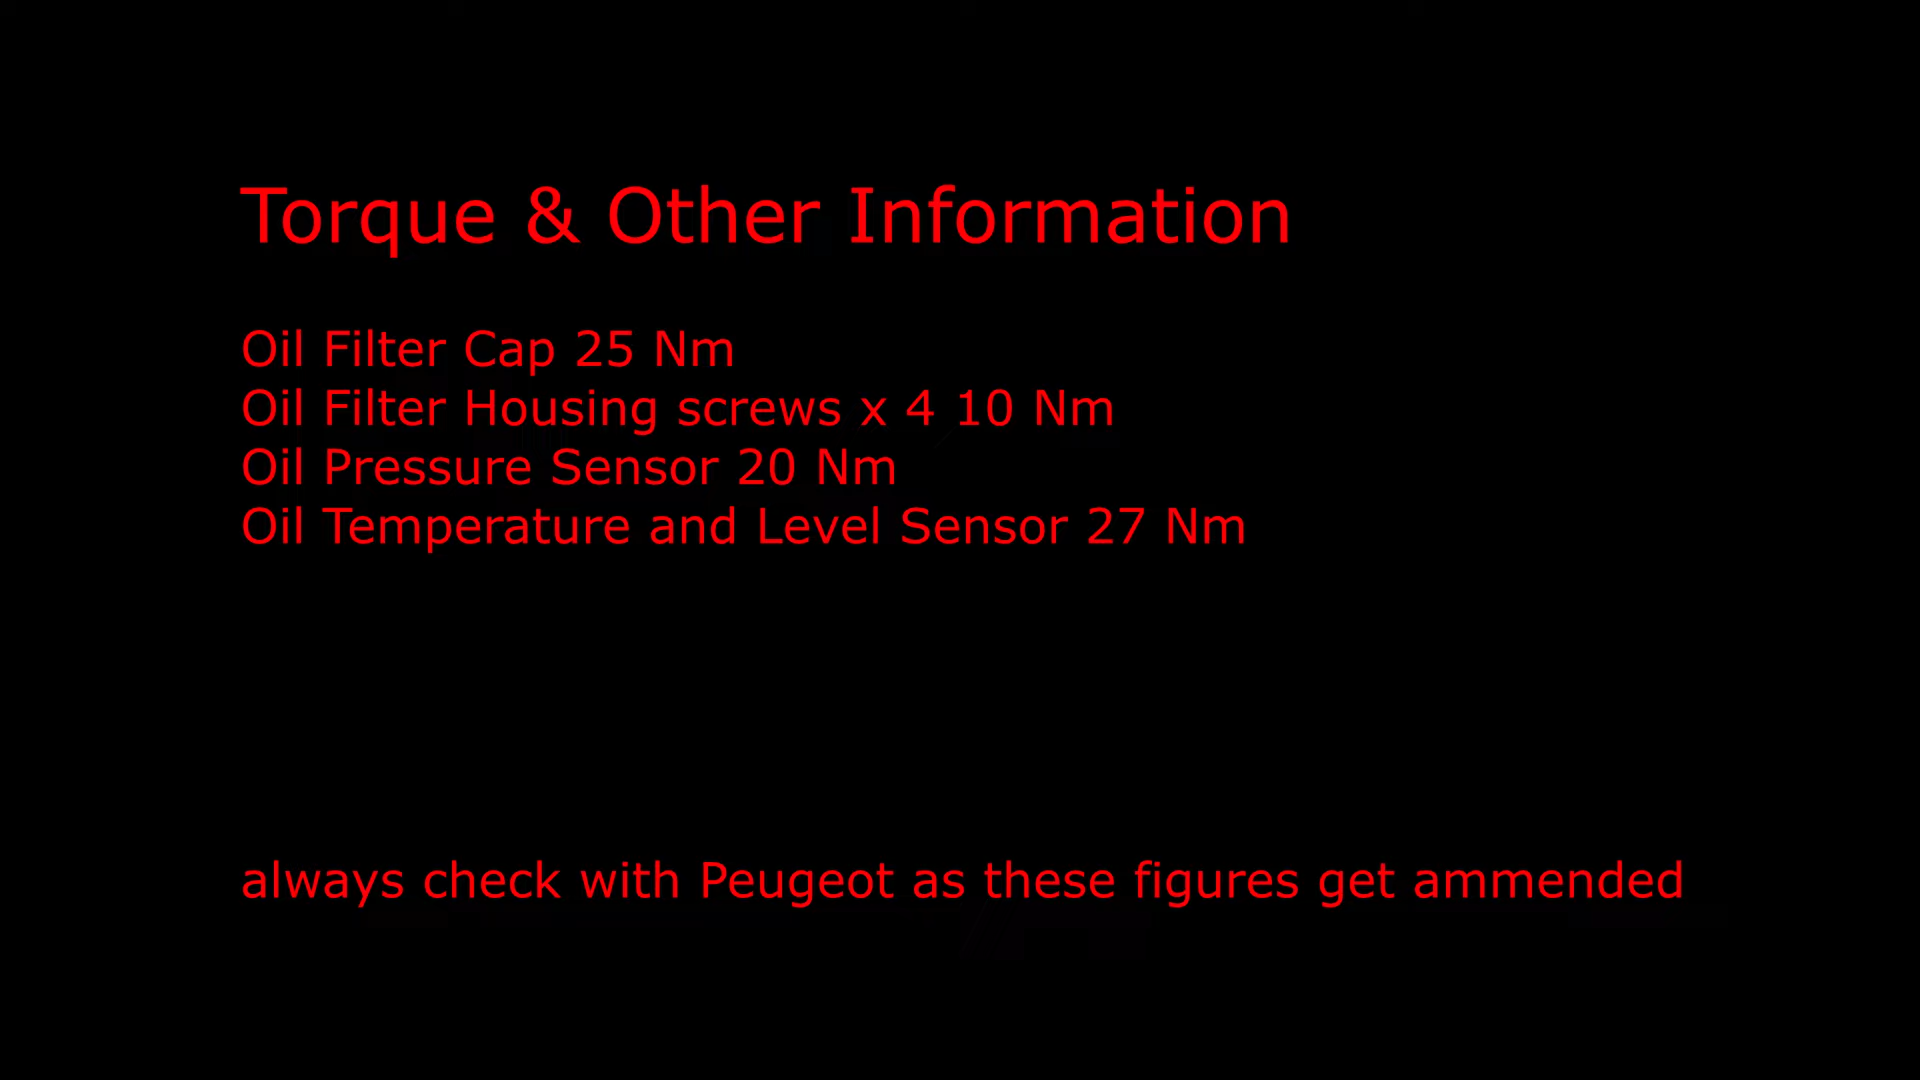 Torque & Other Information
Oil Filter Cap 25 Nm
Oil Filter Housing screws x 4 10 Nm
Oil Pressure Sensor 20 Nm
Oil Temperature and Level Sensor 27 Nm
always check with Peugeot as these figures get ammended